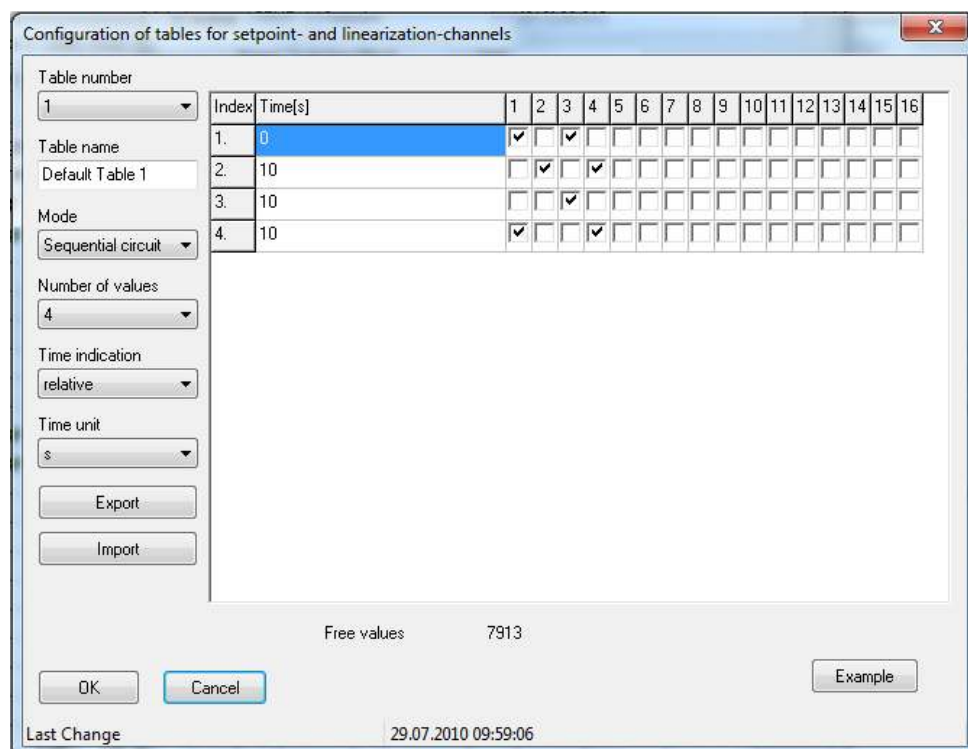 Configuration of tables for setpoint- and linearization-channels
Table number
1
Table name
Default Table 1
Mode
Sequential circuit
Number of values
4
Time indication
relative
Time unit
s
Export
Import
Index Time[s] 1 2 3 4 5 6 7 8 9 10 11 12 13 14 15 16
1. 0
2. 10
3. 10
4. 10
Free values 7913
OK Cancel Example
Last Change 29.07.2010 09:59:06